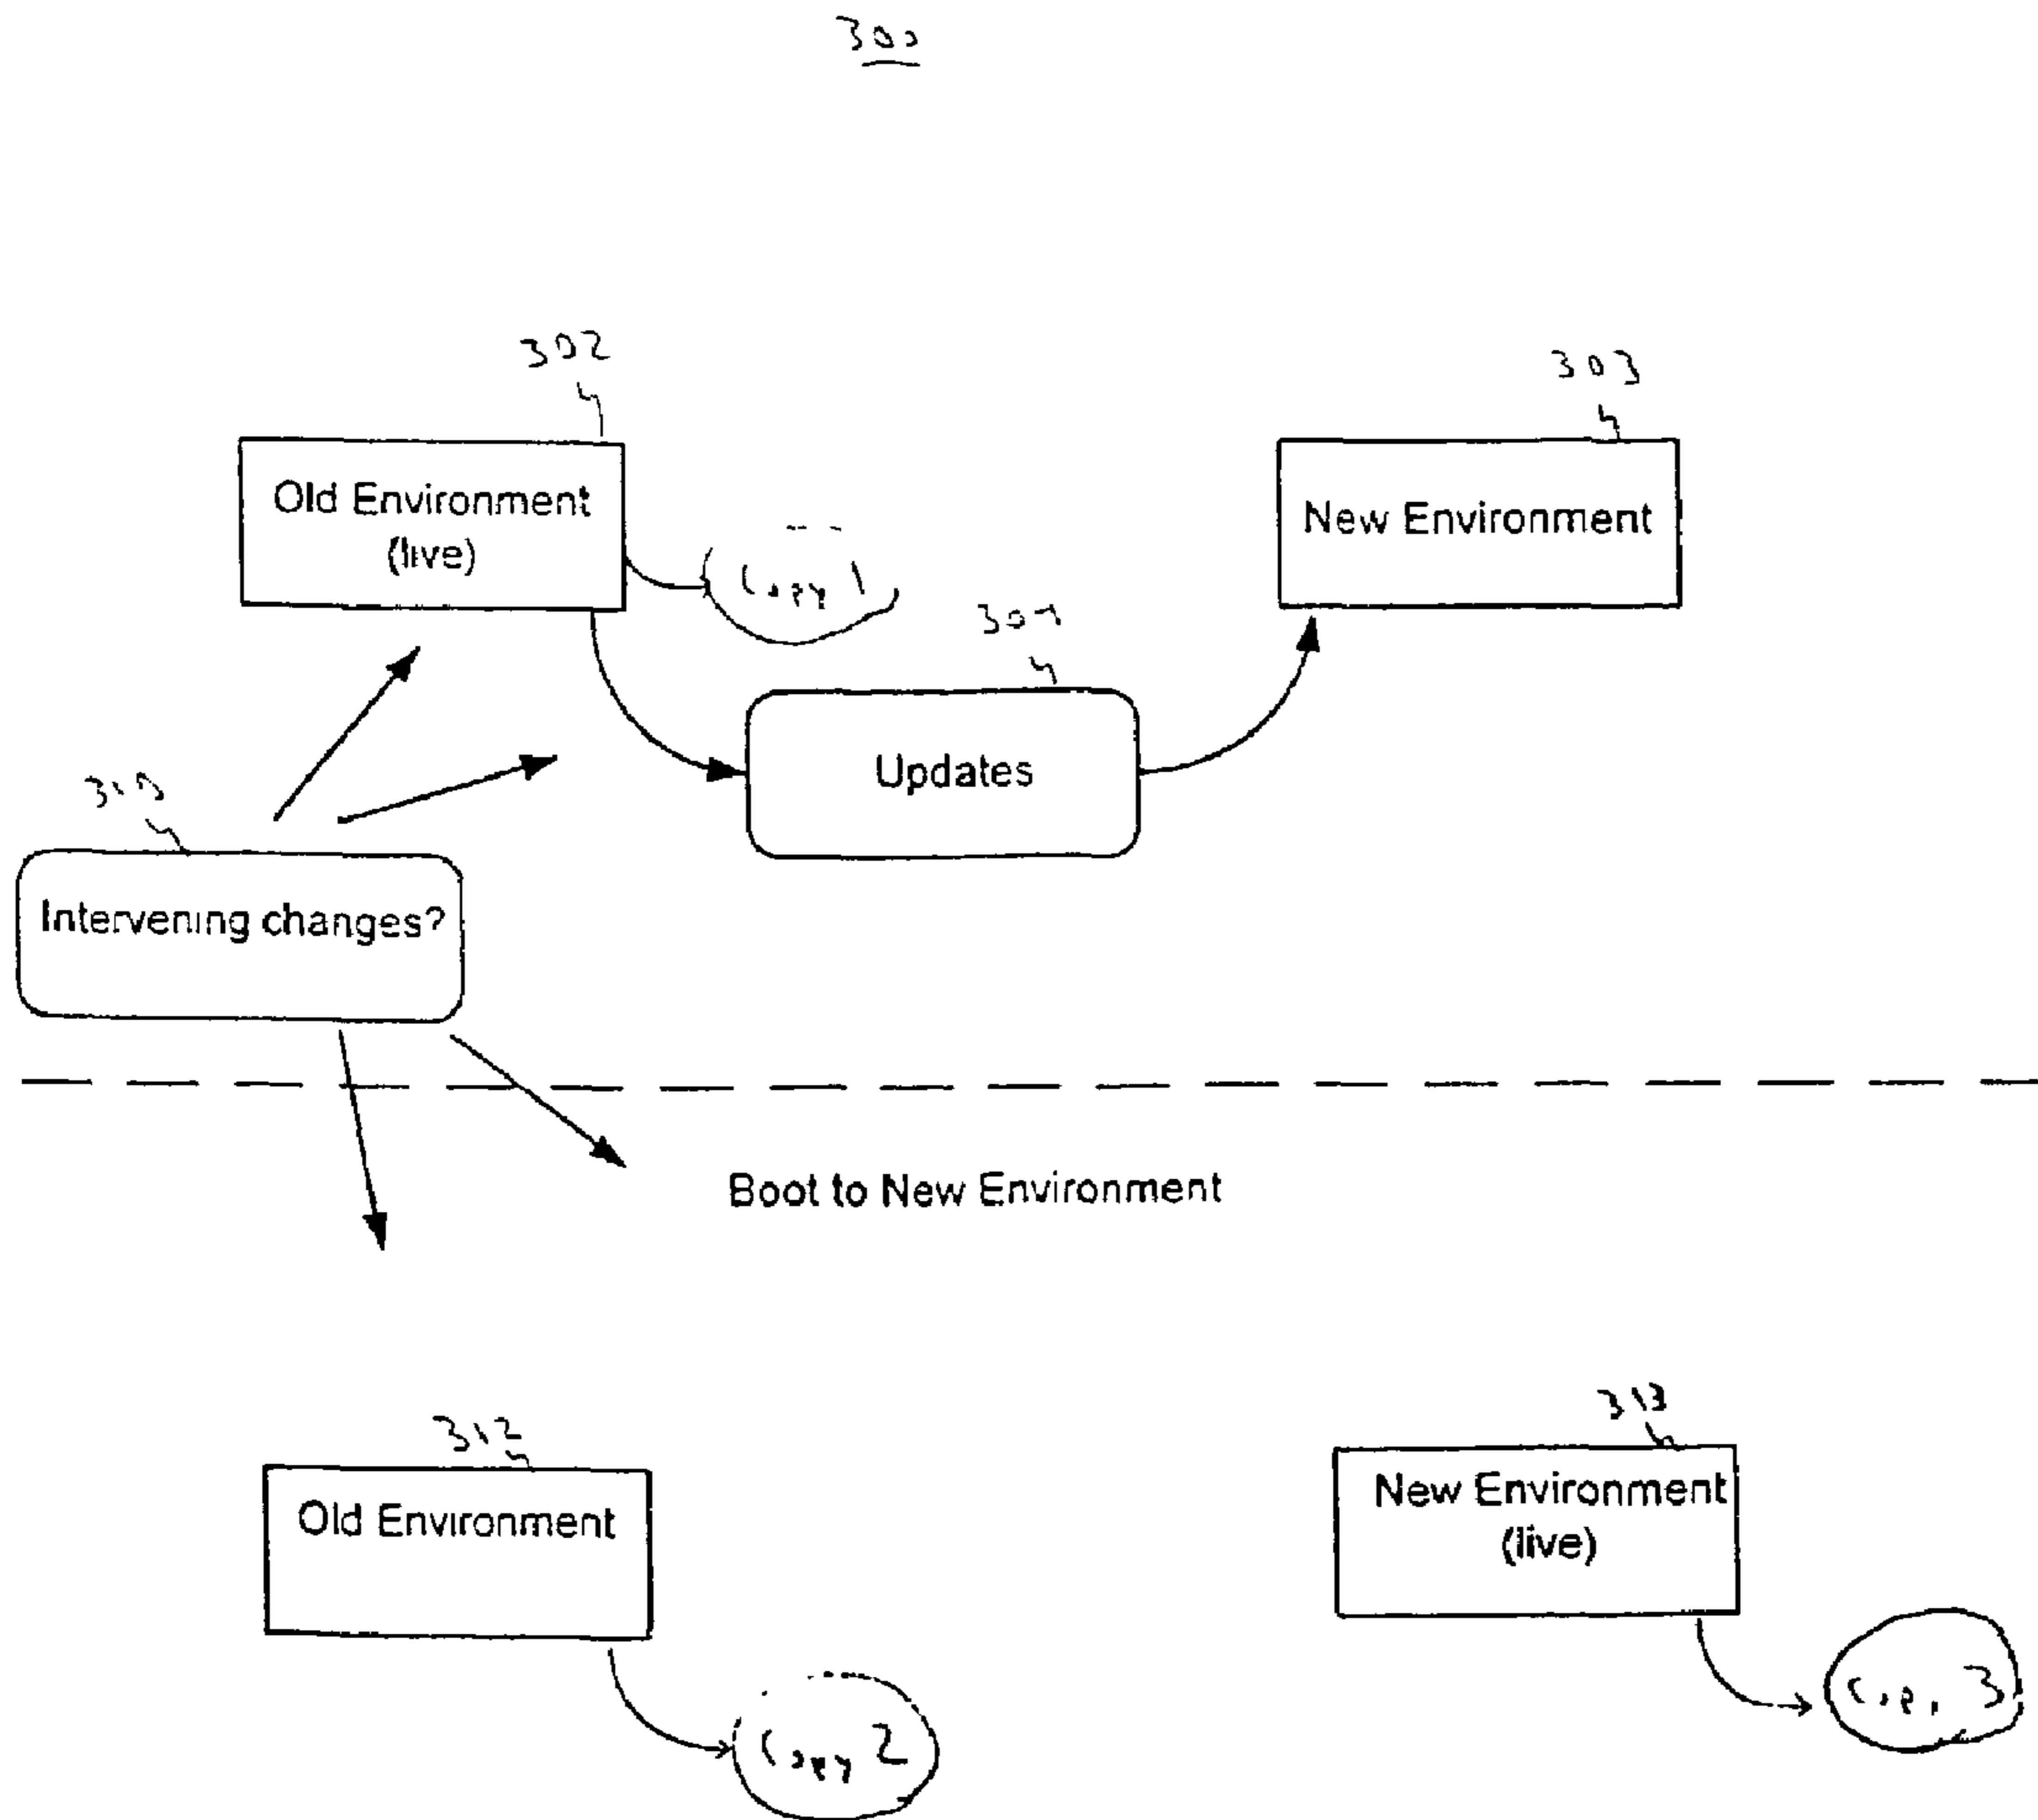 300
302
303
Old Environment
(live)
New Environment
Copy 1
304
Updates
Intervening changes?
Boot to New Environment
312
313
Old Environment
New Environment
(live)
Copy 2
Copy 3